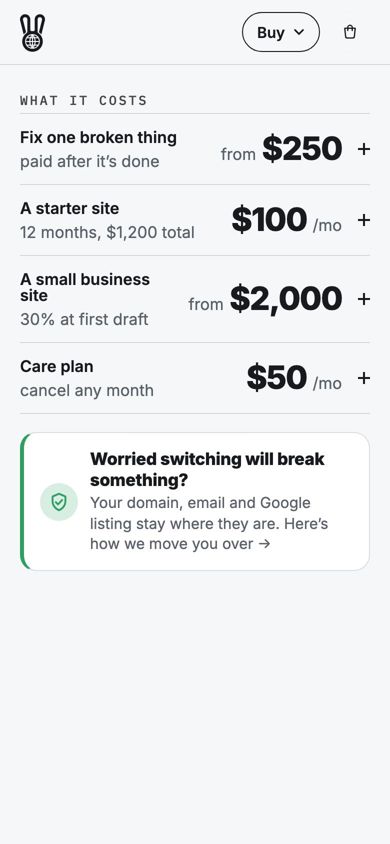 Buy
WHAT IT COSTS
Fix one broken thing
paid after it’s done
from $250 +
A starter site
12 months, $1,200 total
$100 /mo +
A small business
site
30% at first draft
from $2,000 +
Care plan
cancel any month
$50 /mo +
Worried switching will break
something?
Your domain, email and Google
listing stay where they are. Here’s
how we move you over →